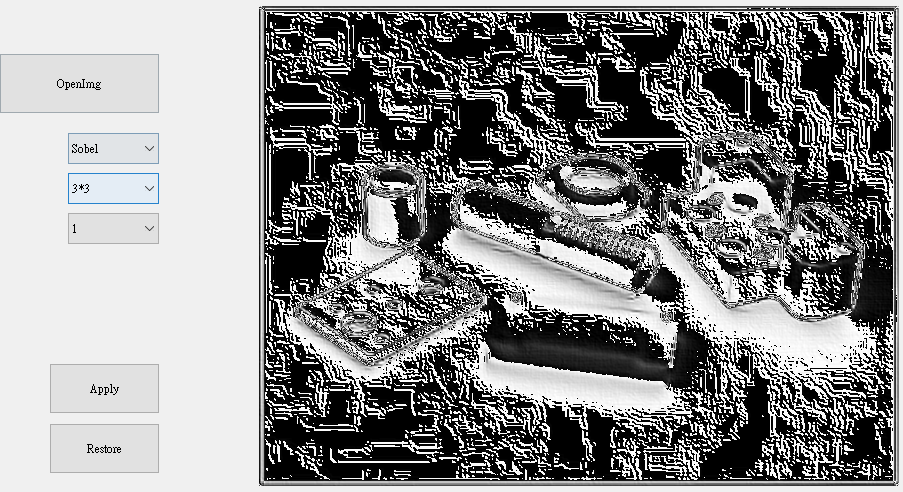 OpenImg
Sobel
3*3
1
Apply
Restore